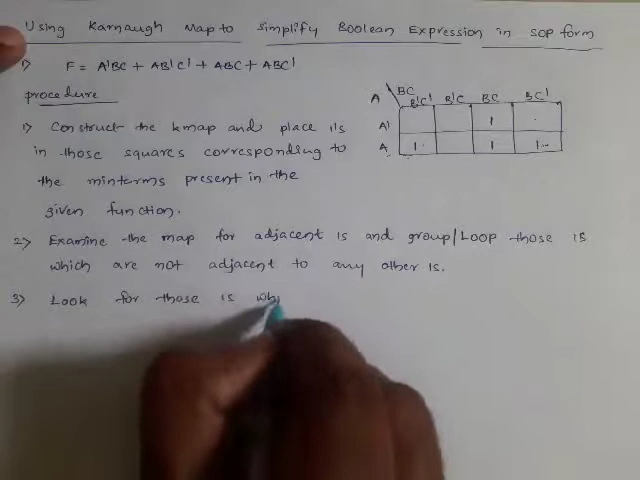 Using Karnaugh Map to Simplify Boolean Expression in SOP form
1) F = A'BC + AB'C' + ABC + ABC'
procedure
A BC
B'C' B'C BC BC'
A' 1
A 1 1 1
1) Construct the kmap and place 1s
in those squares corresponding to
the minterms present in the
given function.
2) Examine the map for adjacent 1s and group/Loop those 1s
which are not adjacent to any other 1s.
3) Look for those 1s wh